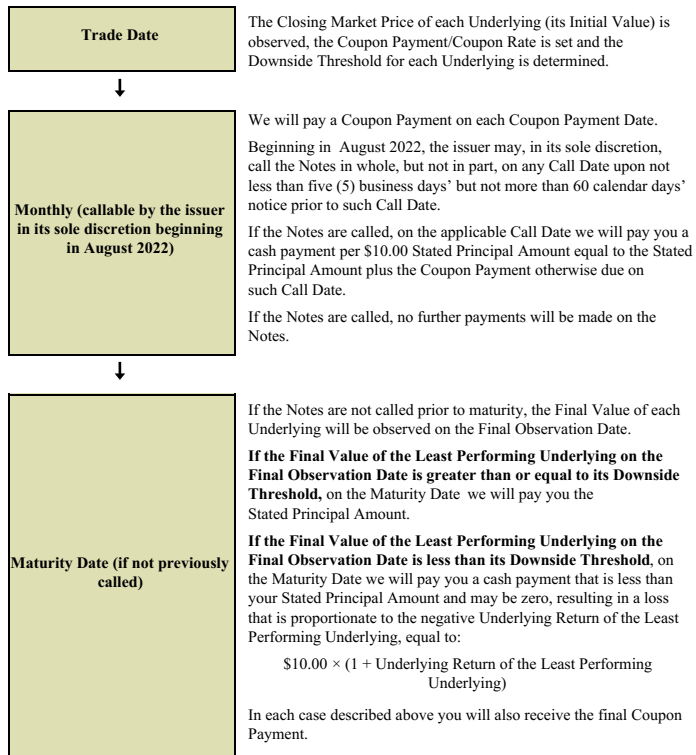 Trade Date
The Closing Market Price of each Underlying (its Initial Value) is
observed, the Coupon Payment/Coupon Rate is set and the
Downside Threshold for each Underlying is determined.
Monthly (callable by the issuer
in its sole discretion beginning
in August 2022)
We will pay a Coupon Payment on each Coupon Payment Date.
Beginning in August 2022, the issuer may, in its sole discretion,
call the Notes in whole, but not in part, on any Call Date upon not
less than five (5) business days’ but not more than 60 calendar days’
notice prior to such Call Date.
If the Notes are called, on the applicable Call Date we will pay you a
cash payment per $10.00 Stated Principal Amount equal to the Stated
Principal Amount plus the Coupon Payment otherwise due on
such Call Date.
If the Notes are called, no further payments will be made on the
Notes.
Maturity Date (if not previously
called)
If the Notes are not called prior to maturity, the Final Value of each
Underlying will be observed on the Final Observation Date.
If the Final Value of the Least Performing Underlying on the
Final Observation Date is greater than or equal to its Downside
Threshold, on the Maturity Date we will pay you the
Stated Principal Amount.
If the Final Value of the Least Performing Underlying on the
Final Observation Date is less than its Downside Threshold, on
the Maturity Date we will pay you a cash payment that is less than
your Stated Principal Amount and may be zero, resulting in a loss
that is proportionate to the negative Underlying Return of the Least
Performing Underlying, equal to:
$10.00 × (1 + Underlying Return of the Least Performing
Underlying)
In each case described above you will also receive the final Coupon
Payment.